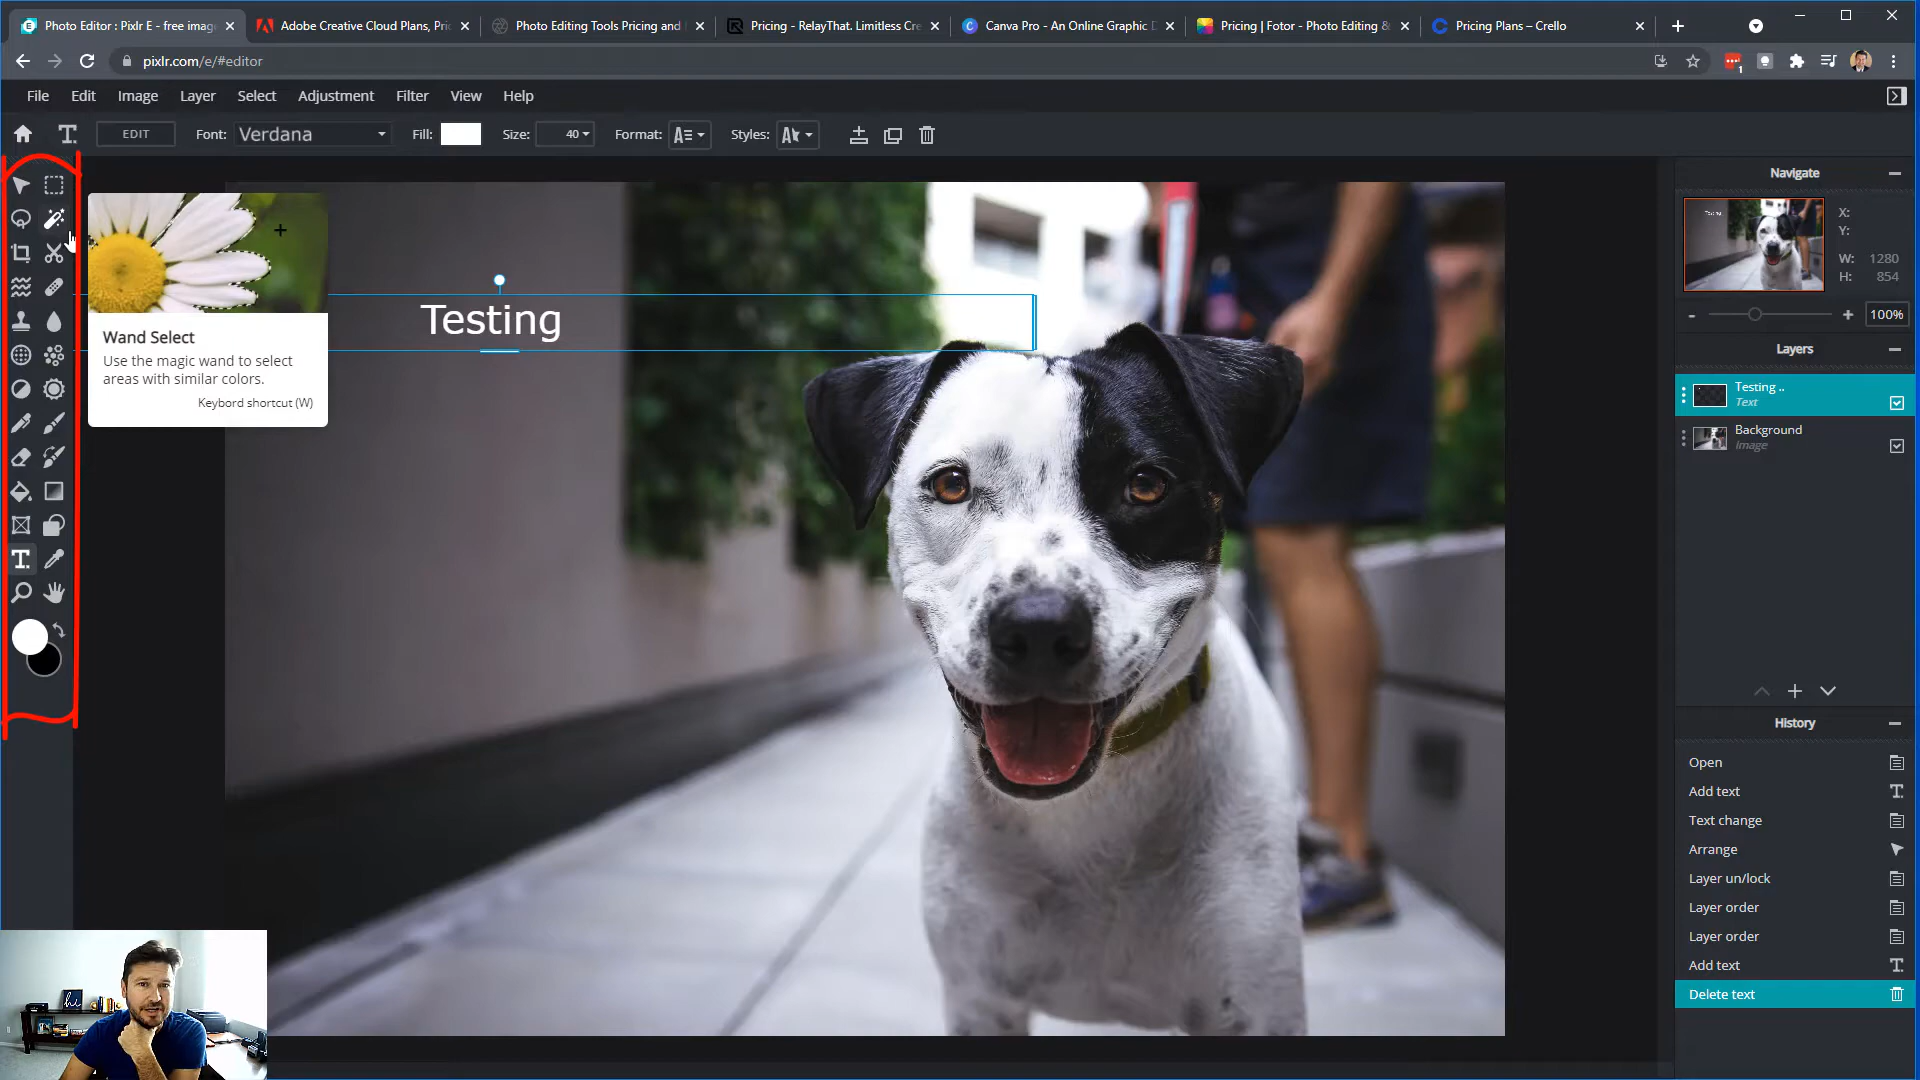 Photo Editor : Pixlr E - free imag
Adobe Creative Cloud Plans, Pric
Photo Editing Tools Pricing and
Pricing - RelayThat. Limitless Cre
Canva Pro - An Online Graphic D
Pricing | Fotor - Photo Editing &
Pricing Plans – Crello
pixlr.com/e/#editor
1
File Edit Image Layer Select Adjustment Filter View Help
T. EDIT Font: Verdana Fill: Size: 40 Format: A Styles: A
Navigate
Testing
X:
Y:
W: 1280
H: 854
- + 100%
Wand Select
Use the magic wand to select
areas with similar colors.
Keybord shortcut (W)
Testing
Layers
Testing ..
Text
Background
Image
T.
History
Open
Add text T.
Text change
Arrange
Layer un/lock
Layer order
Layer order
Add text T.
Delete text
hi